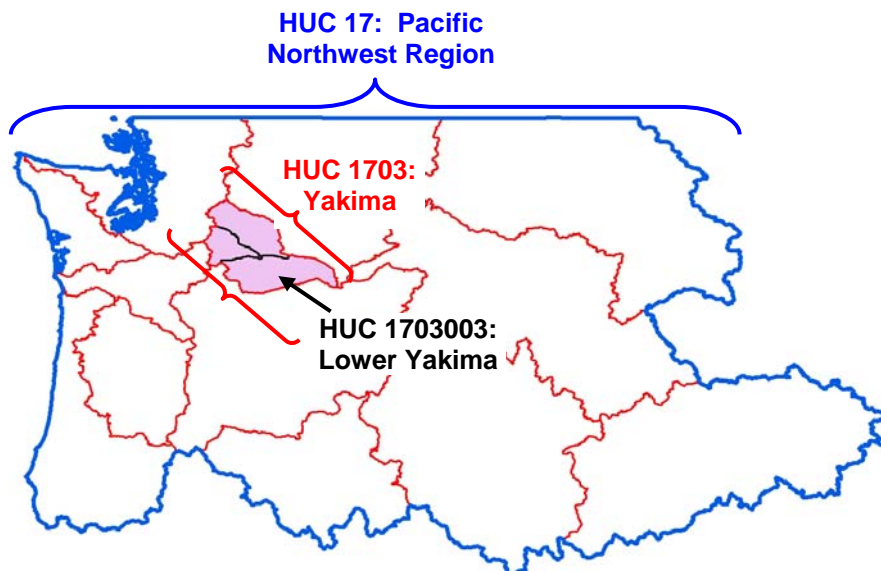 HUC 17:  Pacific
Northwest Region
HUC 1703:
Yakima
HUC 1703003:
Lower Yakima